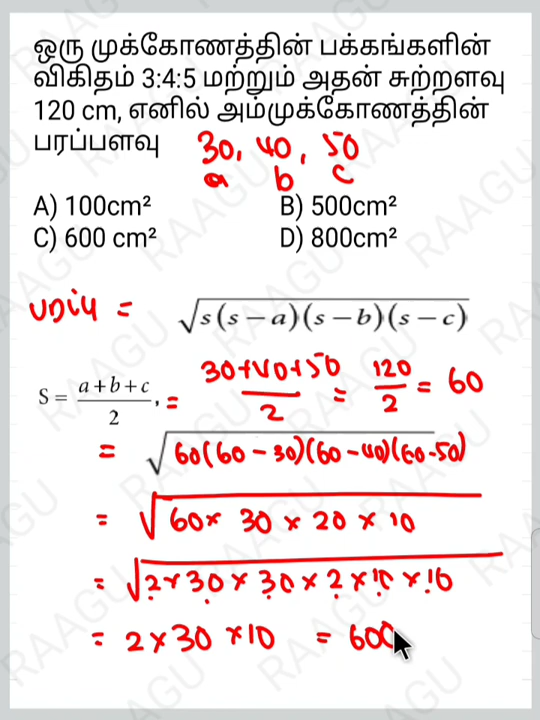 ஒரு முக்கோணத்தின் பக்கங்களின்
விகிதம் 3:4:5 மற்றும் அதன் சுற்றளவு
120 cm, எனில் அம்முக்கோணத்தின்
பரப்பளவு 30, 40, 50
a b c
A) 100cm² B) 500cm²
C) 600 cm² D) 800cm²
பரப்பு = √s(s−a)(s−b)(s−c)
S = a+b+c/2, = 30+40+50/2 = 120/2 = 60
= √60(60-30)(60-40)(60-50)
= √60× 30 × 20 × 10
= √2×30×30×2×10×10
= 2×30×10 = 600
RAAGU